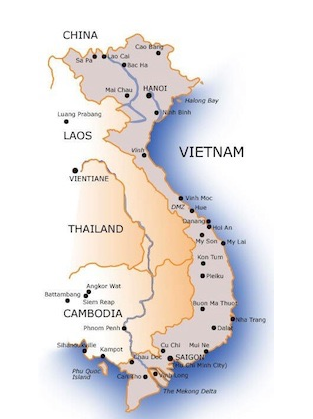 CHINA
Cao Bang
Sa Pa
Lao Cai
Bac Ha
Mai Chau
HANOI
Halong Bay
Ninh Binh
Luang Prabang
LAOS
Vinh
VIETNAM
VIENTIANE
Vinh Moc
DMZ
Hue
Danang
Hoi An
THAILAND
My Son
My Lai
Kon Tum
Pleiku
Angkor Wat
Battambang
Siem Reap
Buon Ma Thuot
CAMBODIA
Nha Trang
Phnom Penh
Dalat
Sihanoukville
Kampot
Cu Chi
Mui Ne
Chau Doc
SAIGON
(Ho Chi Minh City)
Phu Quoc
Island
Can Tho
Vinh Long
The Mekong Delta